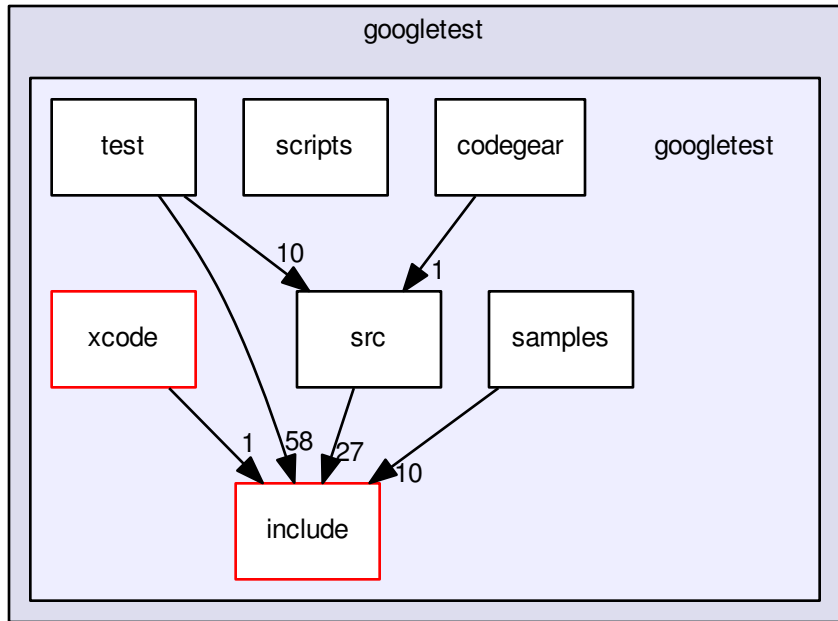 googletest
test
scripts
codegear
googletest
10
1
xcode
src
samples
1
58
27
10
include